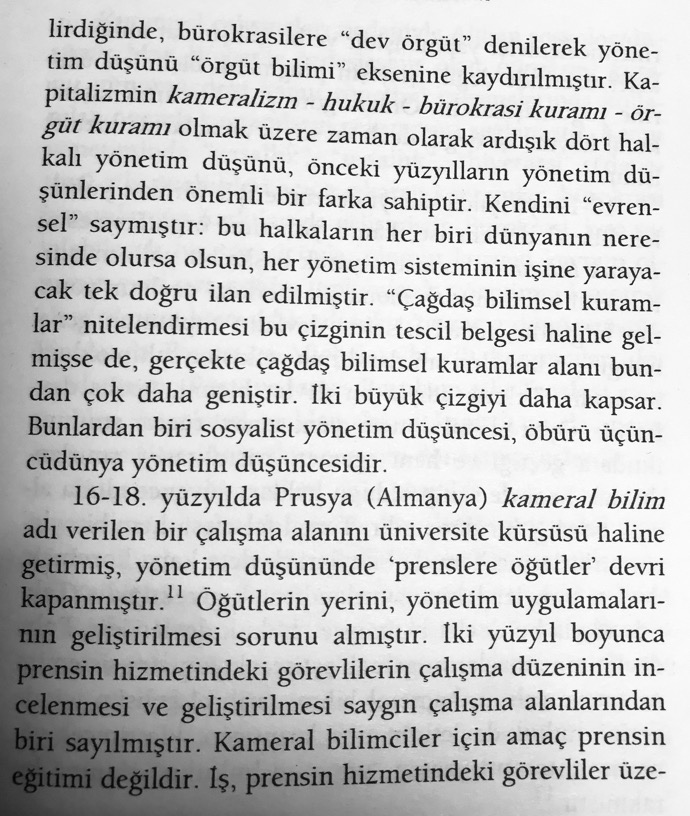 lirdiğinde, bürokrasilere “dev örgüt” denilerek yöne-
tim düşünü “örgüt bilimi” eksenine kaydırılmıştır. Ka-
pitalizmin kameralizm - hukuk - bürokrasi kuramı - ör-
güt kuramı olmak üzere zaman olarak ardışık dört hal-
kalı yönetim düşünü, önceki yüzyılların yönetim dü-
şünlerinden önemli bir farka sahiptir. Kendini “evren-
sel” saymıştır: bu halkaların her biri dünyanın nere-
sinde olursa olsun, her yönetim sisteminin işine yaraya-
cak tek doğru ilan edilmiştir. “Çağdaş bilimsel kuram-
lar” nitelendirmesi bu çizginin tescil belgesi haline gel-
mişse de, gerçekte çağdaş bilimsel kuramlar alanı bun-
dan çok daha geniştir. İki büyük çizgiyi daha kapsar.
Bunlardan biri sosyalist yönetim düşüncesi, öbürü üçün-
cüdünya yönetim düşüncesidir.
16-18. yüzyılda Prusya (Almanya) kameral bilim
adı verilen bir çalışma alanını üniversite kürsüsü haline
getirmiş, yönetim düşününde ‘prenslere öğütler’ devri
kapanmıştır.11 Öğütlerin yerini, yönetim uygulamaları-
nın geliştirilmesi sorunu almıştır. İki yüzyıl boyunca
prensin hizmetindeki görevlilerin çalışma düzeninin in-
celenmesi ve geliştirilmesi saygın çalışma alanlarından
biri sayılmıştır. Kameral bilimciler için amaç prensin
eğitimi değildir. İş, prensin hizmetindeki görevliler üze-